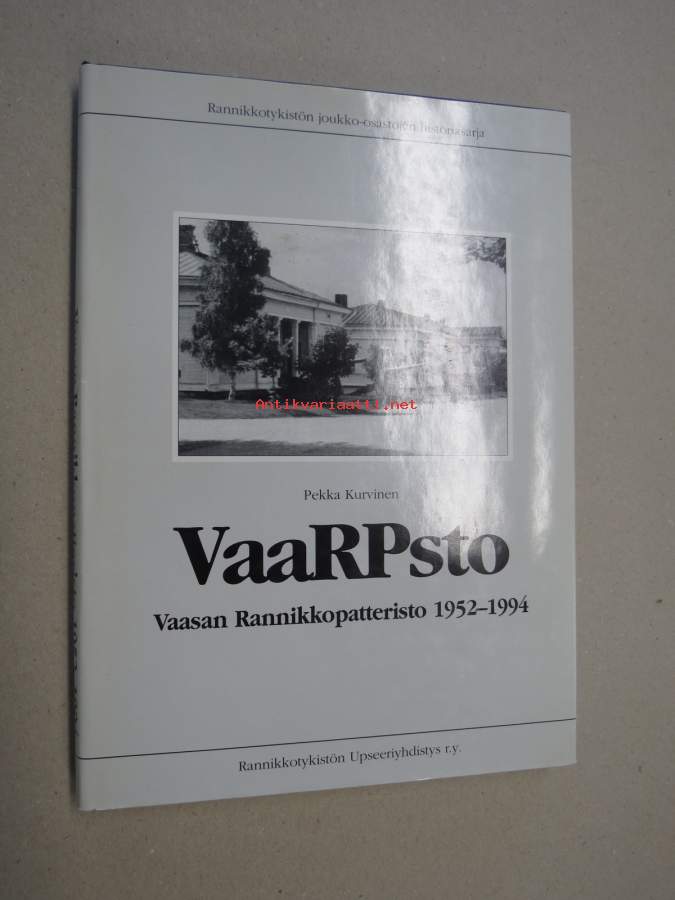 Rannikkotykistön joukko-osastojen historiasarja
Antikvariaatti.net
Pekka Kurvinen
VaaRPsto
Vaasan Rannikkopatteristo 1952–1994
Rannikkotykistön Upseeriyhdistys r.y.